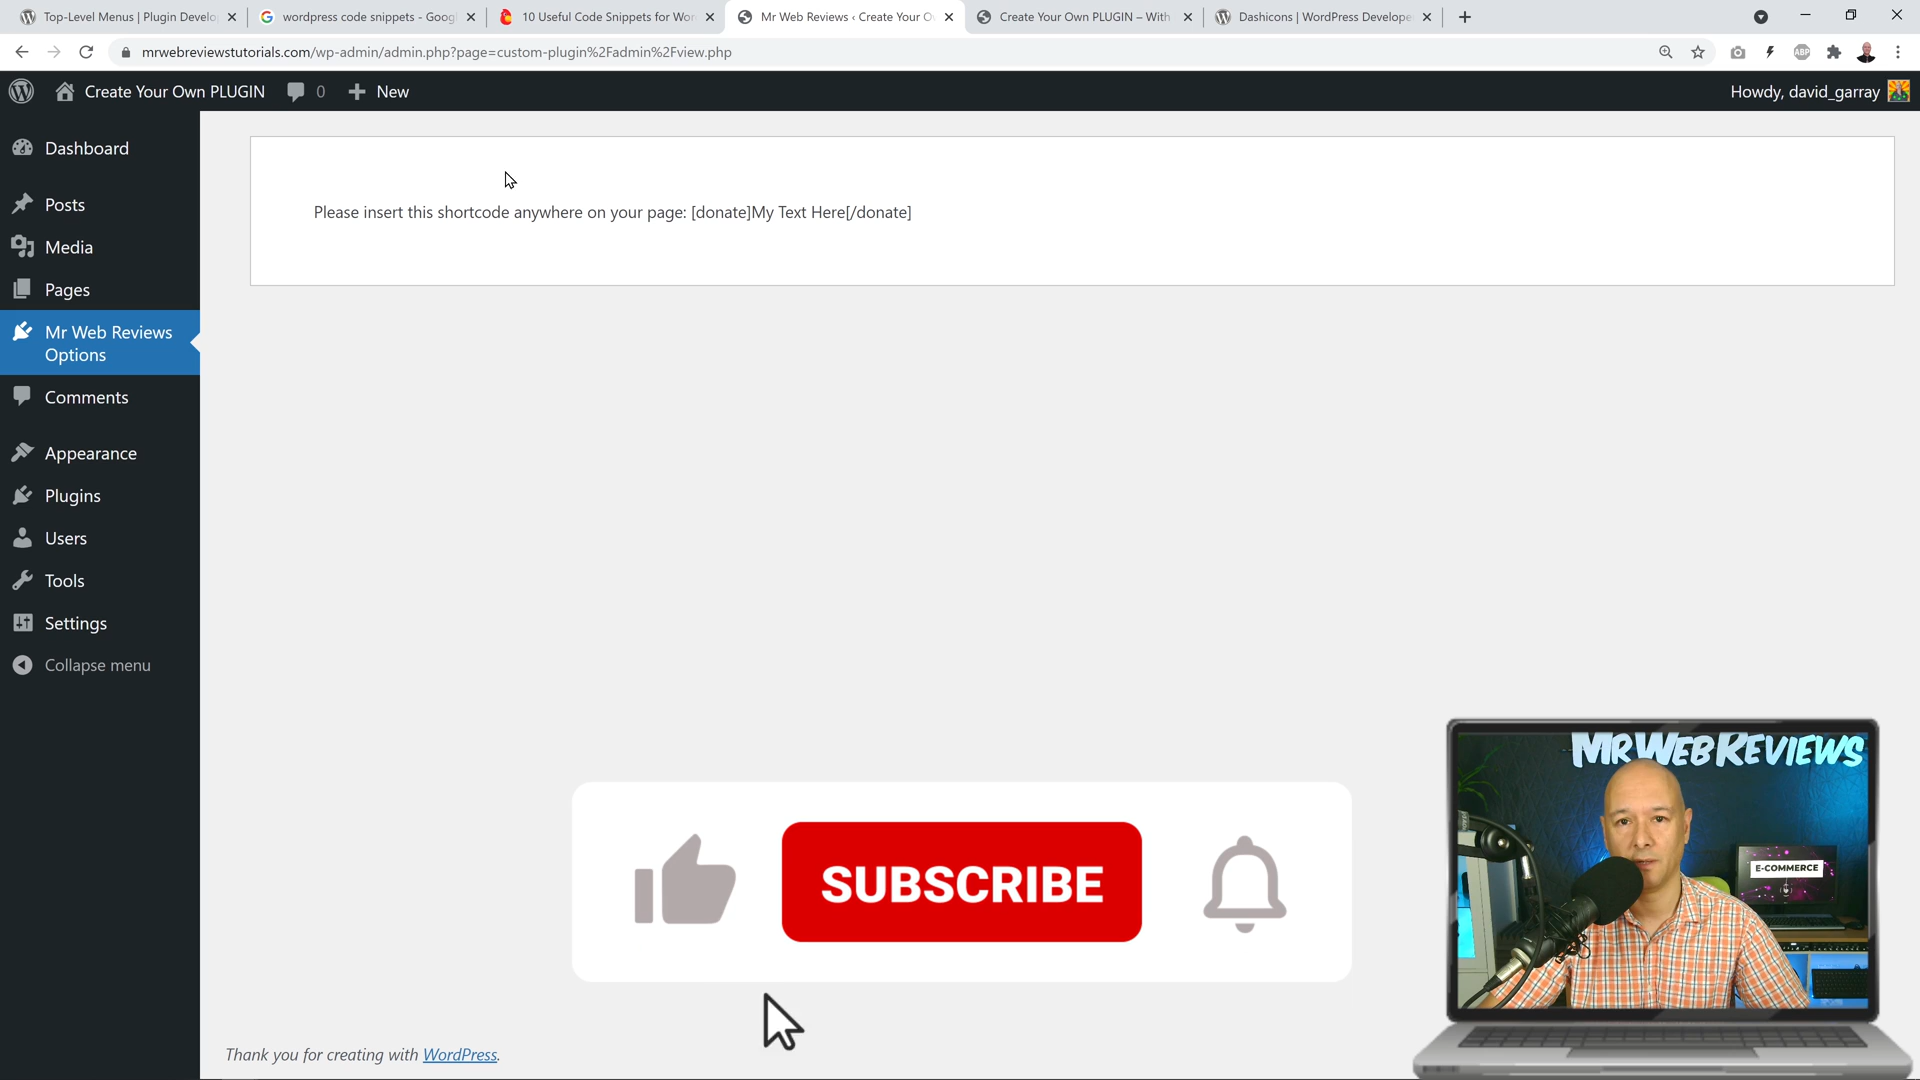 Top-Level Menus | Plugin Develo
wordpress code snippets - Goog
10 Useful Code Snippets for Wor
Mr Web Reviews ‹ Create Your O
Create Your Own PLUGIN – With
Dashicons | WordPress Develope
mrwebreviewstutorials.com/wp-admin/admin.php?page=custom-plugin%2Fadmin%2Fview.php
ABP
Create Your Own PLUGIN
0
New
Howdy, david_garray
Dashboard
Posts
Media
Pages
Mr Web Reviews
Options
Comments
Appearance
Plugins
Users
Tools
Settings
Collapse menu
Please insert this shortcode anywhere on your page: [donate]My Text Here[/donate]
SUBSCRIBE
MRWEBREVIEWS
E-COMMERCE
Thank you for creating with WordPress.